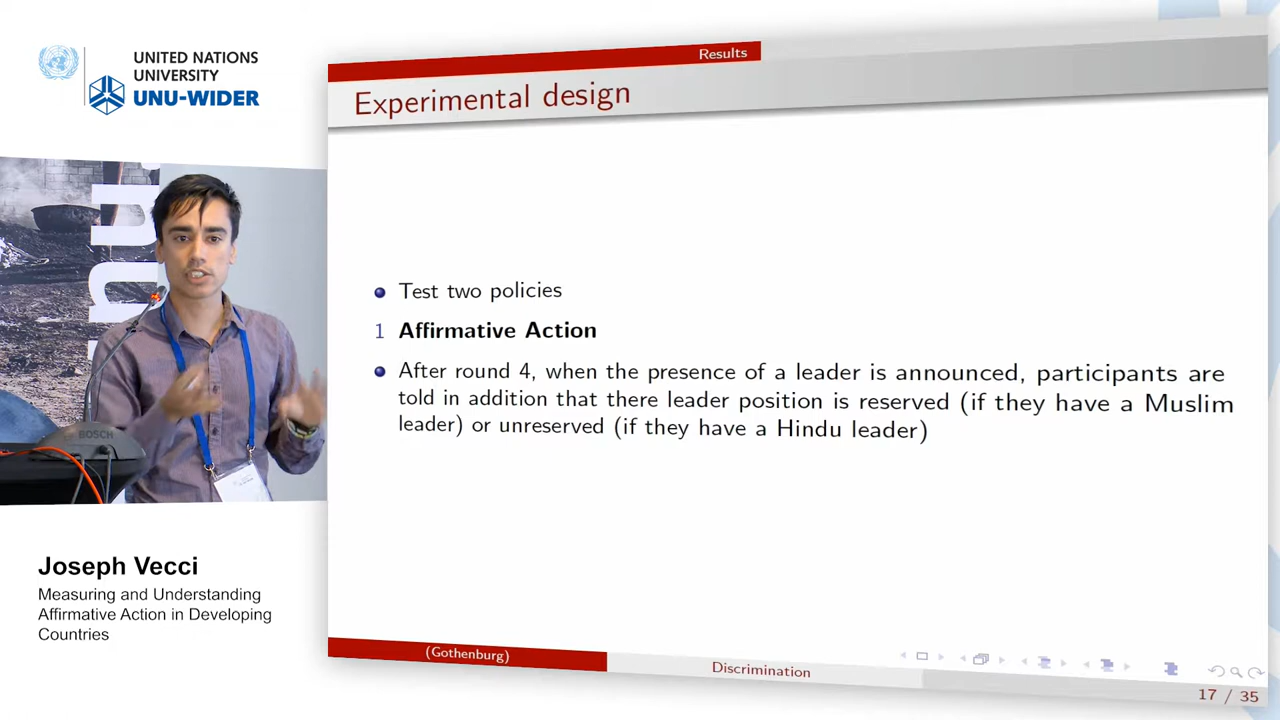 UNITED NATIONS
UNIVERSITY
UNU-WIDER
Results
Experimental design
Test two policies
1 Affirmative Action
After round 4, when the presence of a leader is announced, participants are
told in addition that there leader position is reserved (if they have a Muslim
leader) or unreserved (if they have a Hindu leader)
BOSCH
Joseph Vecci
Measuring and Understanding
Affirmative Action in Developing
Countries
(Gothenburg)
Discrimination
17 / 35